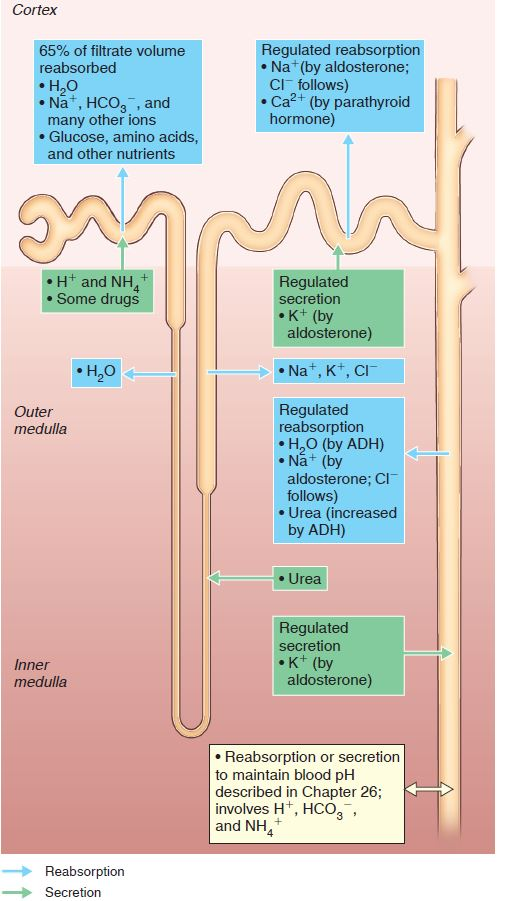 Cortex
65% of filtrate volume
reabsorbed
• H₂O
• Na⁺, HCO₃⁻, and
many other ions
• Glucose, amino acids,
and other nutrients
Regulated reabsorption
• Na⁺(by aldosterone;
Cl⁻ follows)
• Ca²⁺ (by parathyroid
hormone)
• H⁺ and NH₄⁺
• Some drugs
Regulated
secretion
• K⁺ (by
aldosterone)
• H₂O
• Na⁺, K⁺, Cl⁻
Outer
medulla
Regulated
reabsorption
• H₂O (by ADH)
• Na⁺ (by
aldosterone; Cl⁻
follows)
• Urea (increased
by ADH)
• Urea
Regulated
secretion
• K⁺ (by
aldosterone)
Inner
medulla
• Reabsorption or secretion
to maintain blood pH
described in Chapter 26;
involves H⁺, HCO₃⁻,
and NH₄⁺
Reabsorption
Secretion